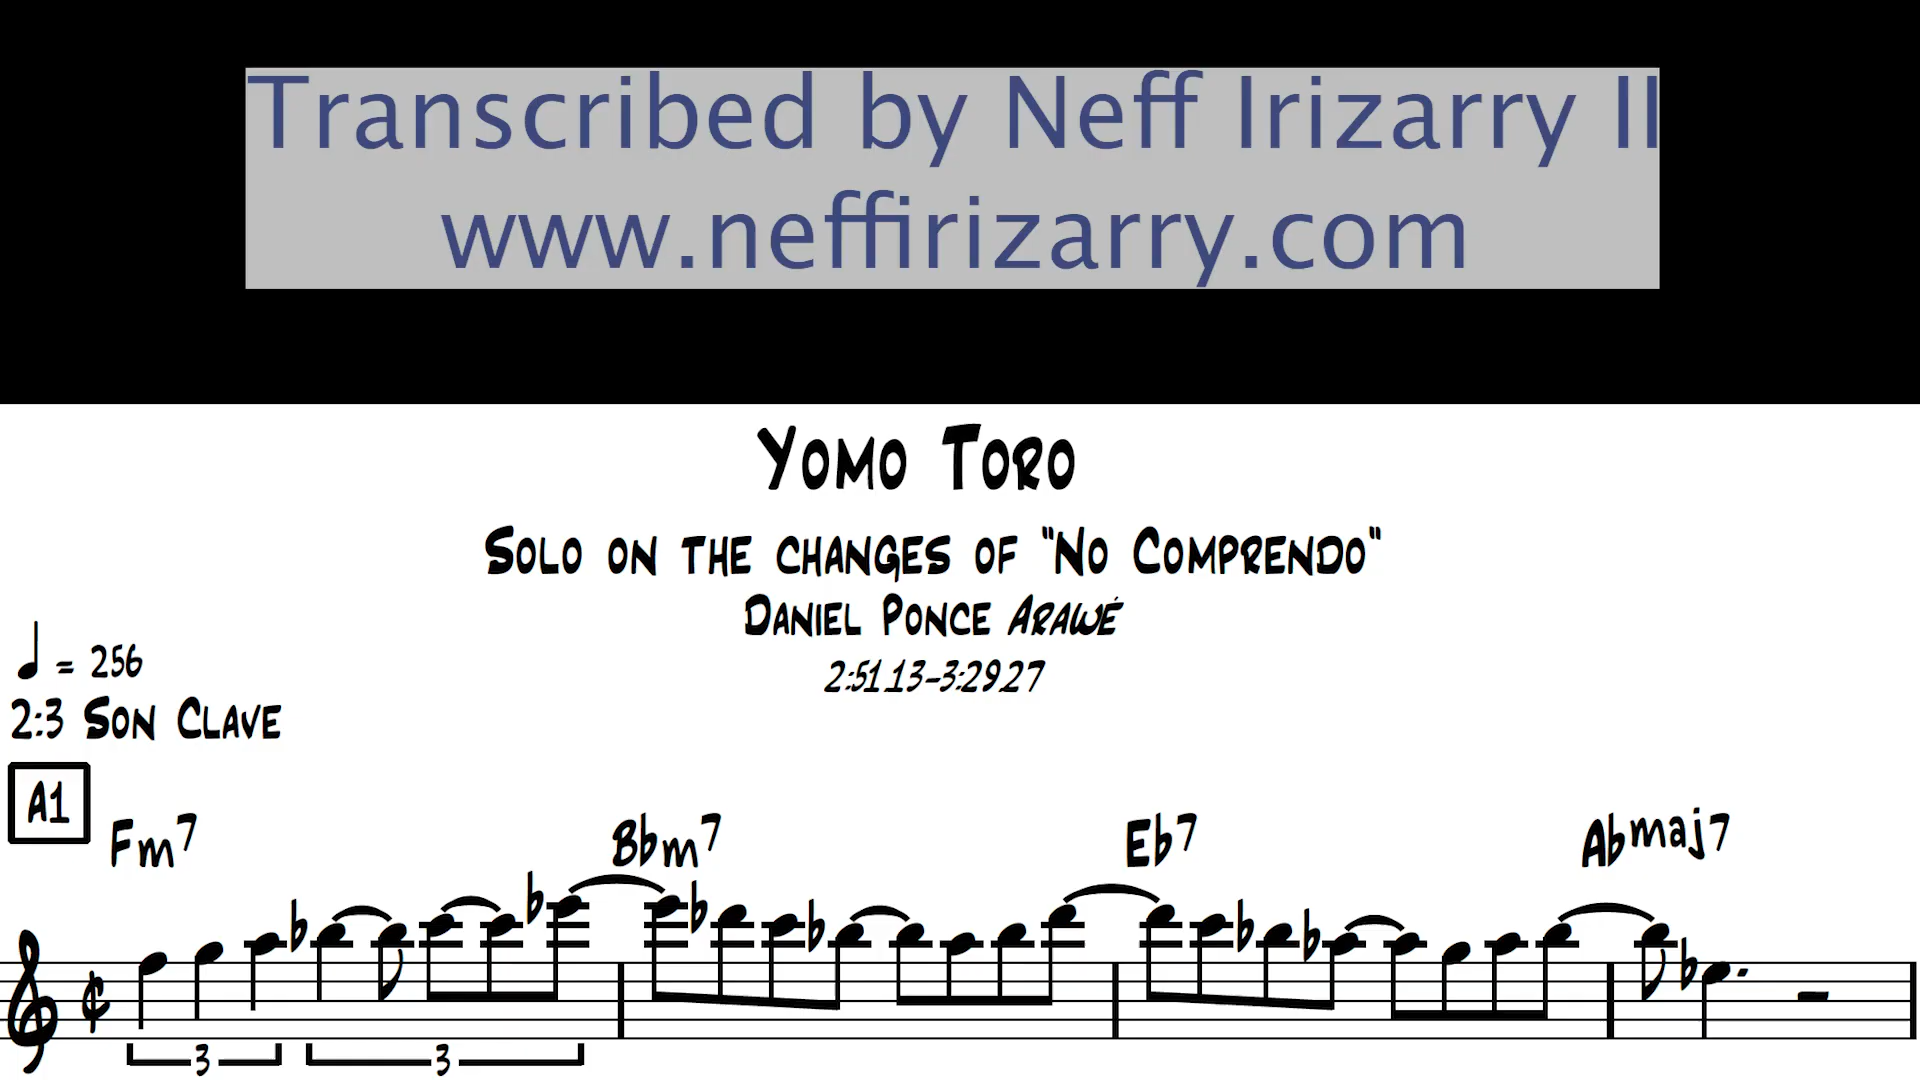 Transcribed by Neff Irizarry II
www.neffirizarry.com
Yomo Toro
Solo on the changes of "No Comprendo"
Daniel Ponce Arawé
2:51.13-3:29.27
♩ = 256
2:3 Son Clave
A1
Fm7 Bbm7 Eb7 Abmaj7
3 3